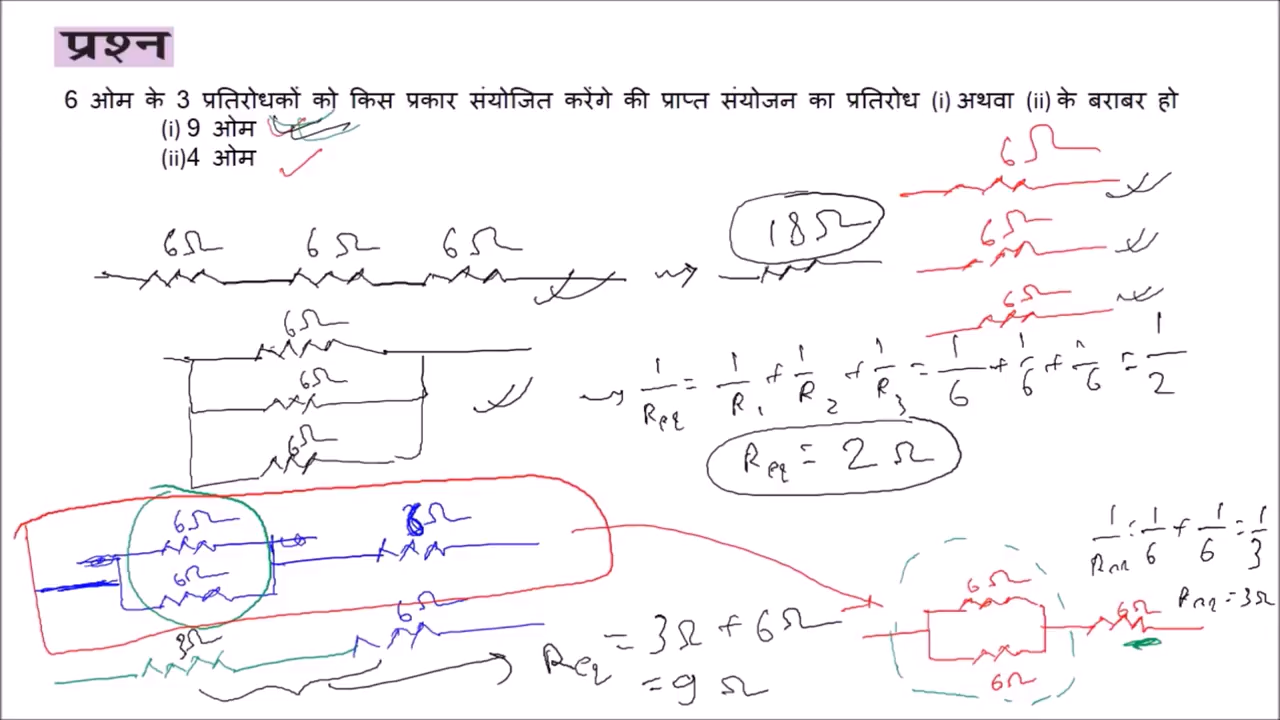 प्रश्न
6 ओम के 3 प्रतिरोधकों को किस प्रकार संयोजित करेंगे की प्राप्त संयोजन का प्रतिरोध (i) अथवा (ii) के बराबर हो
(i) 9 ओम
(ii)4 ओम
6Ω
6Ω 6Ω 6Ω 18Ω
6Ω
6Ω
6Ω
6Ω
6Ω
1/Req = 1/R1 + 1/R2 + 1/R3 = 1/6 + 1/6 + 1/6 = 1/2
Req = 2Ω
6Ω 6Ω
6Ω
3Ω 6Ω
Req = 3Ω + 6Ω
= 9Ω
1/6 + 1/6 = 1/3
= 3Ω
6Ω 6Ω
6Ω